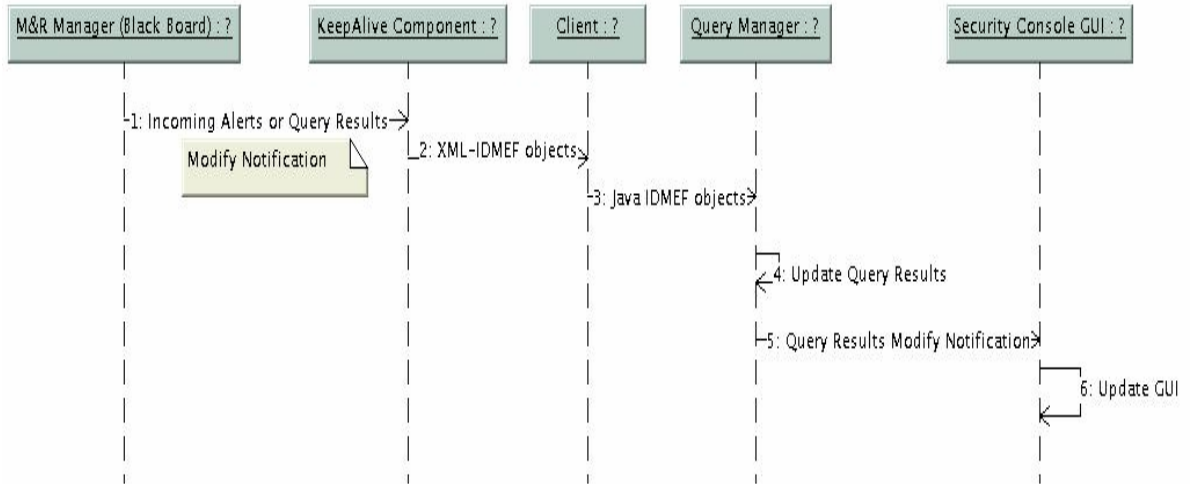 M&R Manager (Black Board) : ?
KeepAlive Component : ?
Client : ?
Query Manager : ?
Security Console GUI : ?
1: Incoming Alerts or Query Results
Modify Notification
2: XML-IDMEF objects
3: Java IDMEF objects
4: Update Query Results
5: Query Results Modify Notification
6: Update GUI